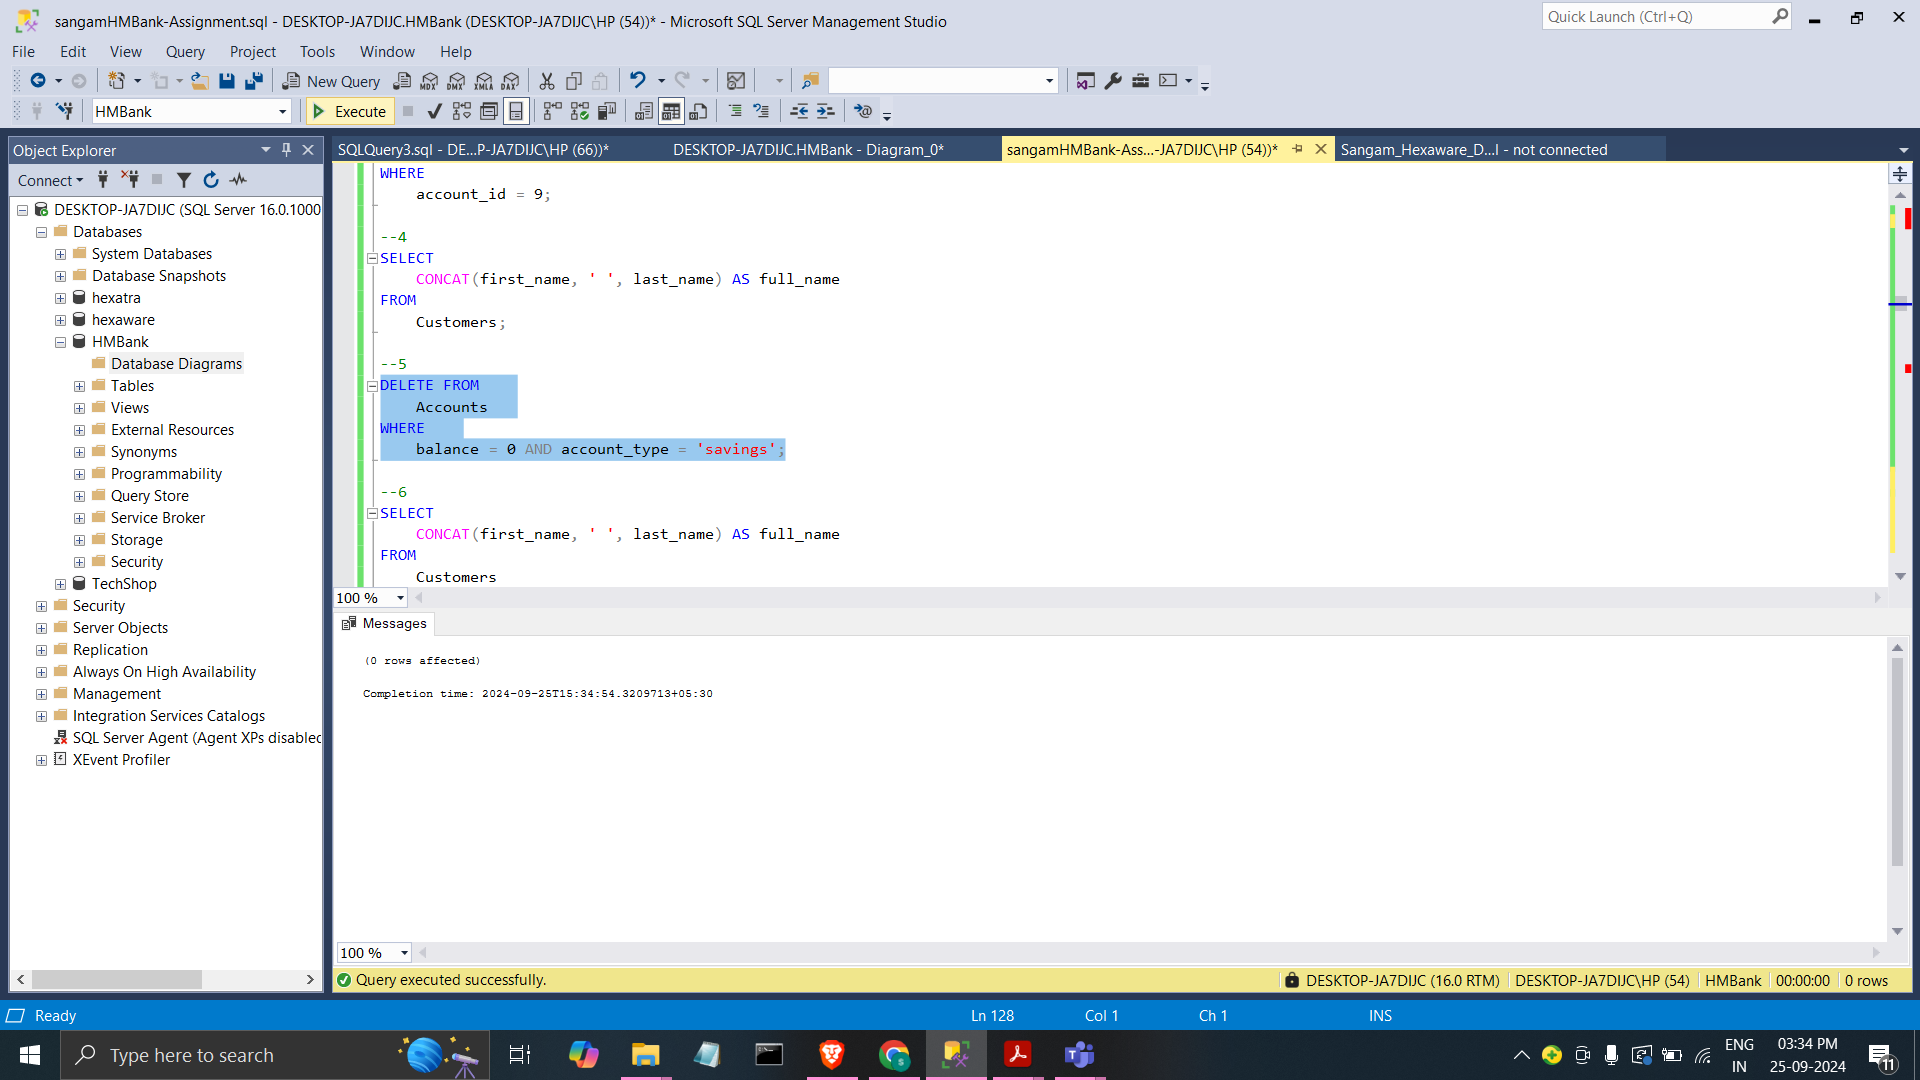 sangamHMBank-Assignment.sql - DESKTOP-JA7DIJC.HMBank (DESKTOP-JA7DIJC\HP (54))* - Microsoft SQL Server Management Studio
Quick Launch (Ctrl+Q)
File Edit View Query Project Tools Window Help
New Query
MDX DMX XMLA DAX
HMBank
Execute
Object Explorer
SQLQuery3.sql - DE...P-JA7DIJC\HP (66))*
DESKTOP-JA7DIJC.HMBank - Diagram_0*
sangamHMBank-Ass...-JA7DIJC\HP (54))*
Sangam_Hexaware_D...l - not connected
Connect
DESKTOP-JA7DIJC (SQL Server 16.0.1000
Databases
System Databases
Database Snapshots
hexatra
hexaware
HMBank
Database Diagrams
Tables
Views
External Resources
Synonyms
Programmability
Query Store
Service Broker
Storage
Security
TechShop
Security
Server Objects
Replication
Always On High Availability
Management
Integration Services Catalogs
SQL Server Agent (Agent XPs disabled
XEvent Profiler
WHERE
account_id = 9;
--4
SELECT
CONCAT(first_name, ' ', last_name) AS full_name
FROM
Customers;
--5
DELETE FROM
Accounts
WHERE
balance = 0 AND account_type = 'savings';
--6
SELECT
CONCAT(first_name, ' ', last_name) AS full_name
FROM
Customers
100 %
Messages
(0 rows affected)
Completion time: 2024-09-25T15:34:54.3209713+05:30
100 %
Query executed successfully.
DESKTOP-JA7DIJC (16.0 RTM)
DESKTOP-JA7DIJC\HP (54)
HMBank
00:00:00
0 rows
Ready
Ln 128
Col 1
Ch 1
INS
Type here to search
ENG
IN
03:34 PM
25-09-2024
11